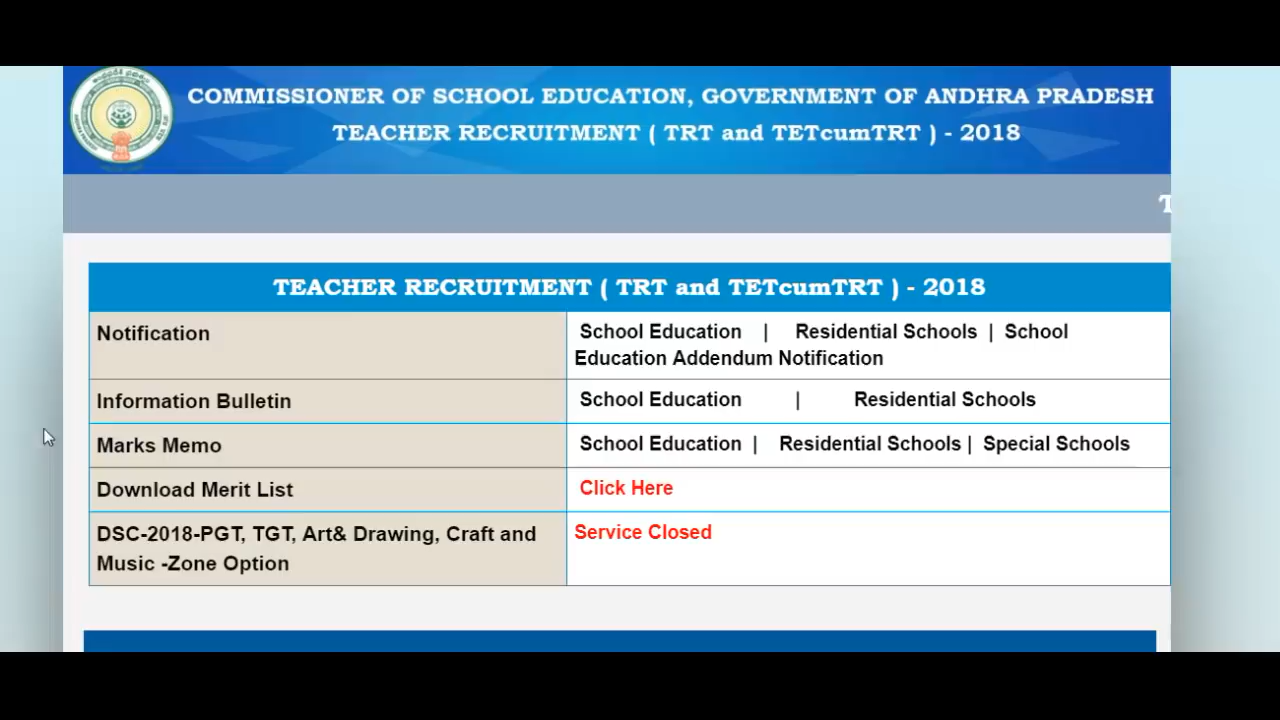 COMMISSIONER OF SCHOOL EDUCATION, GOVERNMENT OF ANDHRA PRADESH
TEACHER RECRUITMENT ( TRT and TETcumTRT ) - 2018
T
TEACHER RECRUITMENT ( TRT and TETcumTRT ) - 2018
Notification
School Education | Residential Schools | School
Education Addendum Notification
Information Bulletin
School Education | Residential Schools
Marks Memo
School Education | Residential Schools | Special Schools
Download Merit List
Click Here
DSC-2018-PGT, TGT, Art& Drawing, Craft and
Music -Zone Option
Service Closed